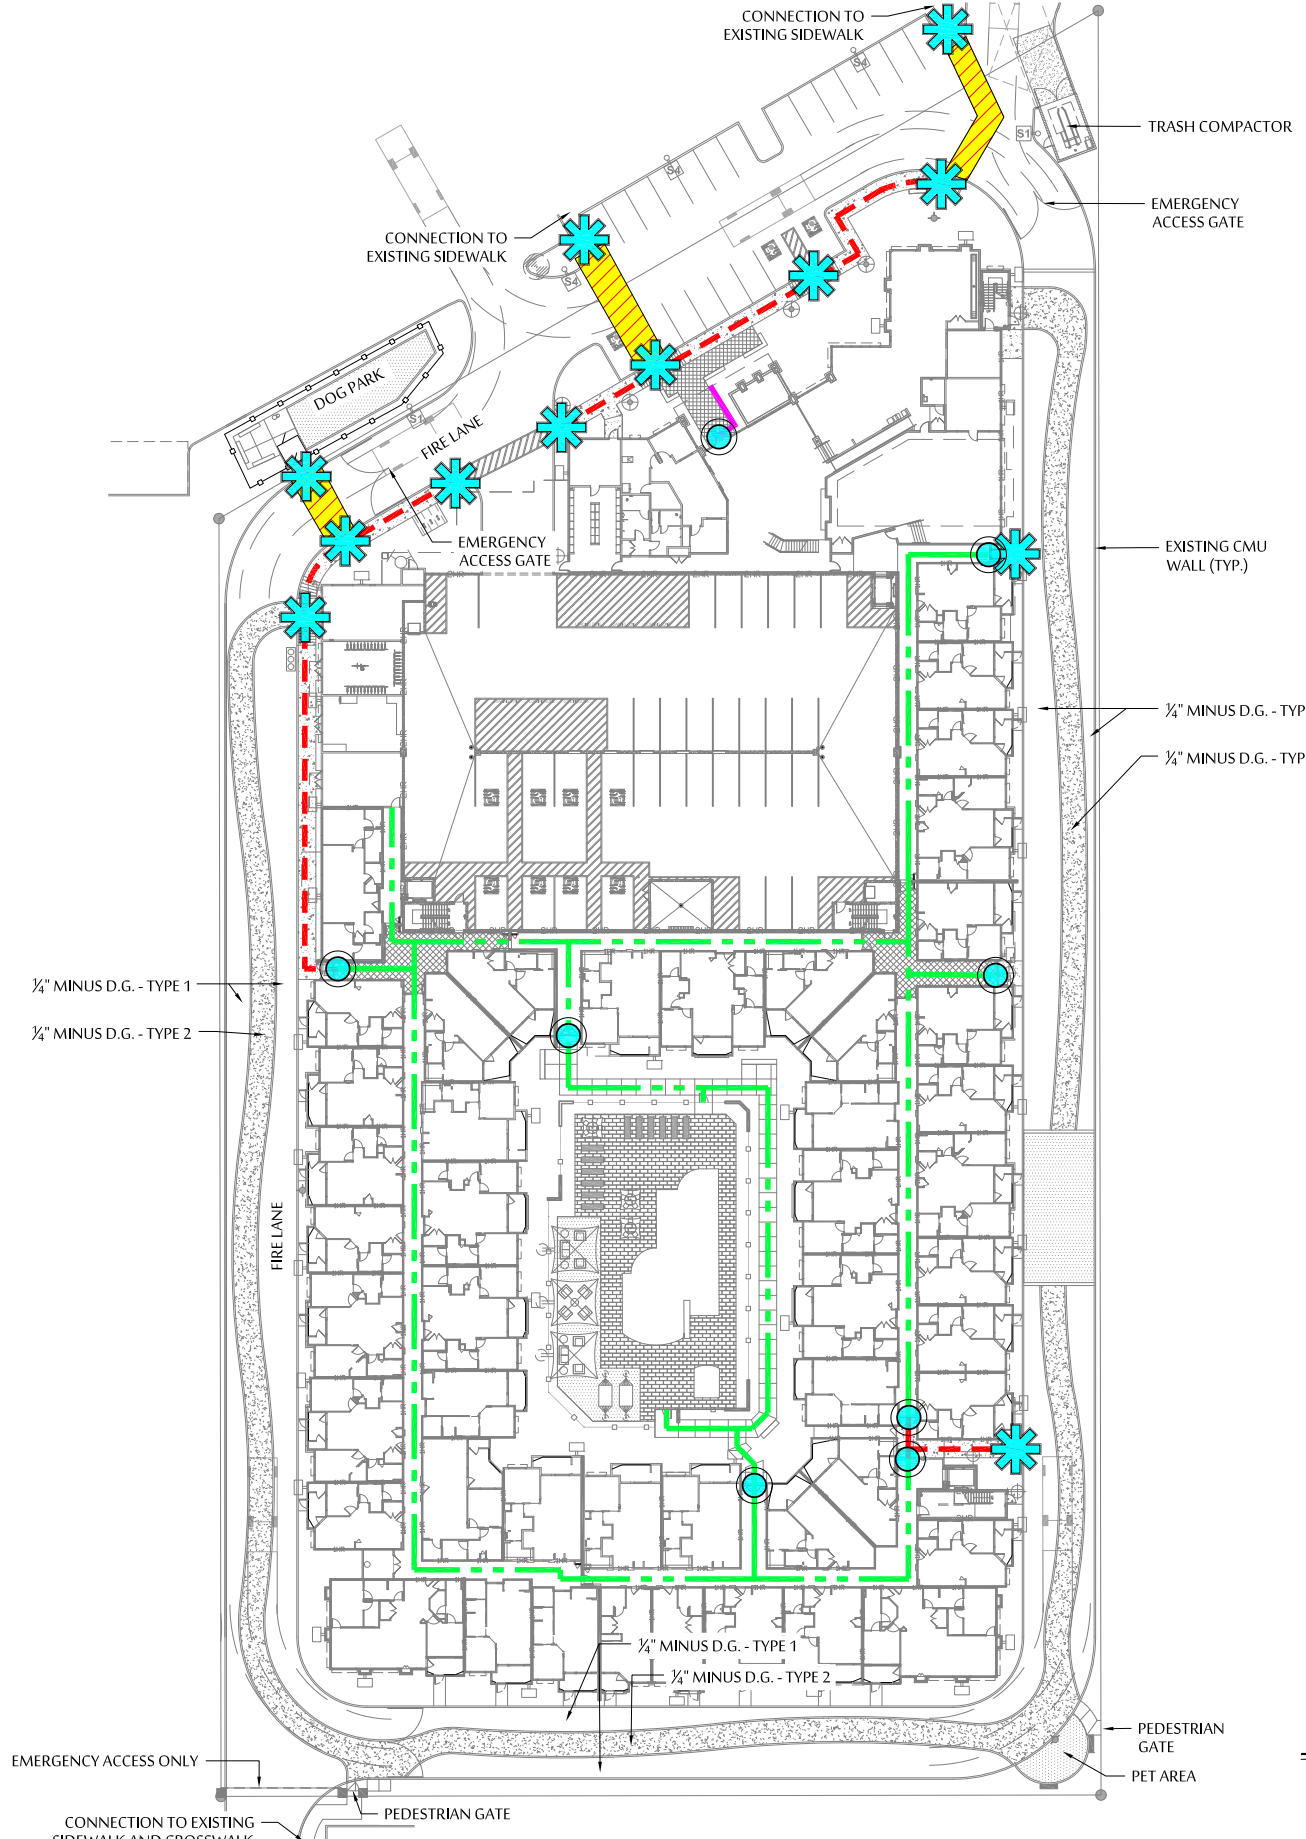 CONNECTION TO
EXISTING SIDEWALK
TRASH COMPACTOR
S1
EMERGENCY
ACCESS GATE
CONNECTION TO
EXISTING SIDEWALK
DOG PARK
S1
FIRE LANE
EMERGENCY
ACCESS GATE
EXISTING CMU
WALL (TYP.)
¼" MINUS D.G. - TYP
¼" MINUS D.G. - TYP
¼" MINUS D.G. - TYPE 1
¼" MINUS D.G. - TYPE 2
FIRE LANE
¼" MINUS D.G. - TYPE 1
¼" MINUS D.G. - TYPE 2
PEDESTRIAN
GATE
PET AREA
EMERGENCY ACCESS ONLY
PEDESTRIAN GATE
CONNECTION TO EXISTING
SIDEWALK AND CROSSWALK